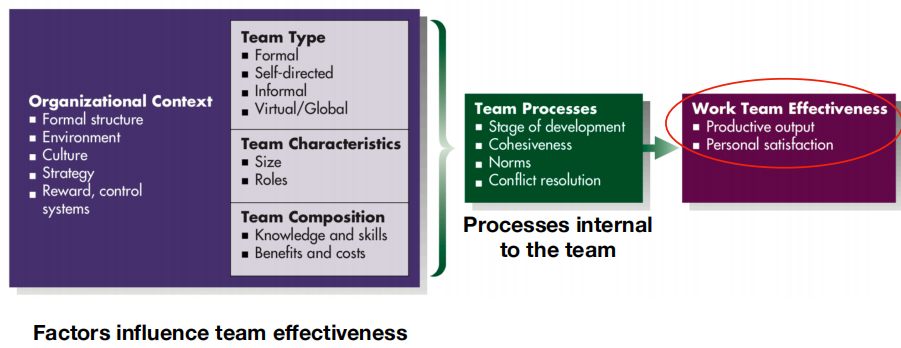 Organizational Context
Formal structure
Environment
Culture
Strategy
Reward, control
systems
Team Type
Formal
Self-directed
Informal
Virtual/Global
Team Characteristics
Size
Roles
Team Composition
Knowledge and skills
Benefits and costs
Team Processes
Stage of development
Cohesiveness
Norms
Conflict resolution
Processes internal
to the team
Work Team Effectiveness
Productive output
Personal satisfaction
Factors influence team effectiveness